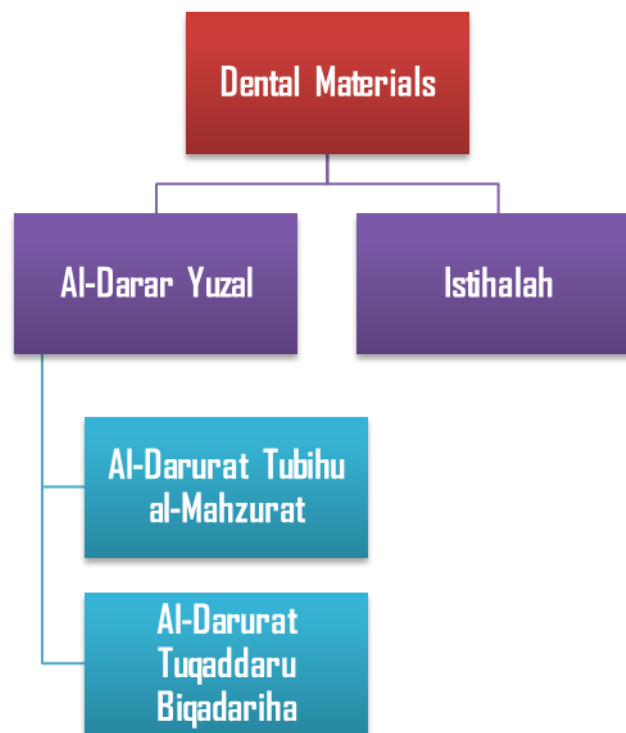 Dental Materials
Al-Darar Yuzal
Istihalah
Al-Darurat Tubihu
al-Mahzurat
Al-Darurat
Tuqaddaru
Biqadariha